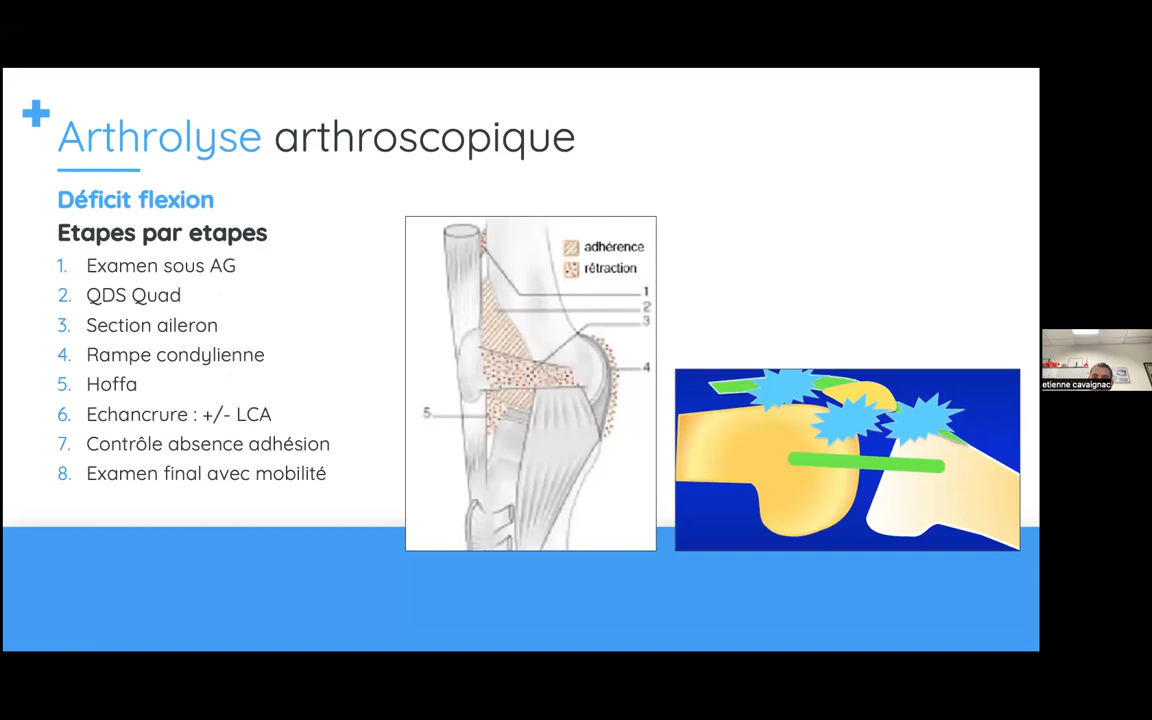 Arthrolyse arthroscopique
Déficit flexion
Etapes par etapes
1. Examen sous AG
2. QDS Quad
3. Section aileron
4. Rampe condylienne
5. Hoffa
6. Echancrure : +/- LCA
7. Contrôle absence adhésion
8. Examen final avec mobilité
adhérence
rétraction
1
2
3
4
5
etienne cavaignac